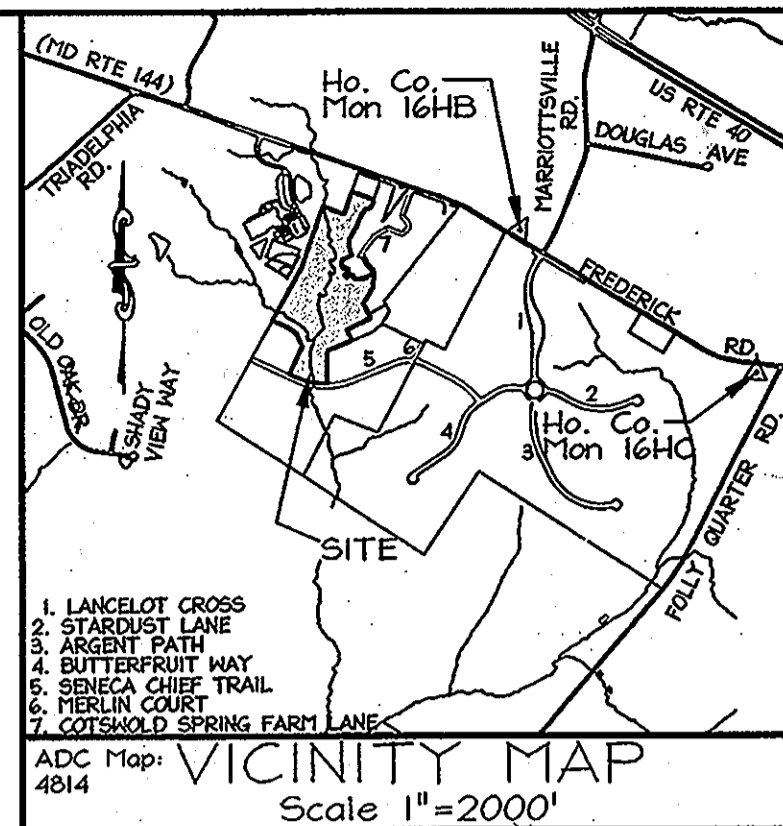 (MD RTE 144)
TRIADELPHIA
RD.
Ho. Co.
Mon 16HB
MARRIOTTSVILLE
RD.
US RTE 40
DOUGLAS AVE
FREDERICK
RD.
OLD OAK DR
SHADY
VIEW WAY
7
1
6
5
2
4
3
Ho. Co.
Mon 16HC
FOLLY QUARTER RD.
SITE
1. LANCELOT CROSS
2. STARDUST LANE
3. ARGENT PATH
4. BUTTERFRUIT WAY
5. SENECA CHIEF TRAIL
6. MERLIN COURT
7. COTSWOLD SPRING FARM LANE
ADC Map:
4814
VICINITY MAP
Scale 1"=2000'